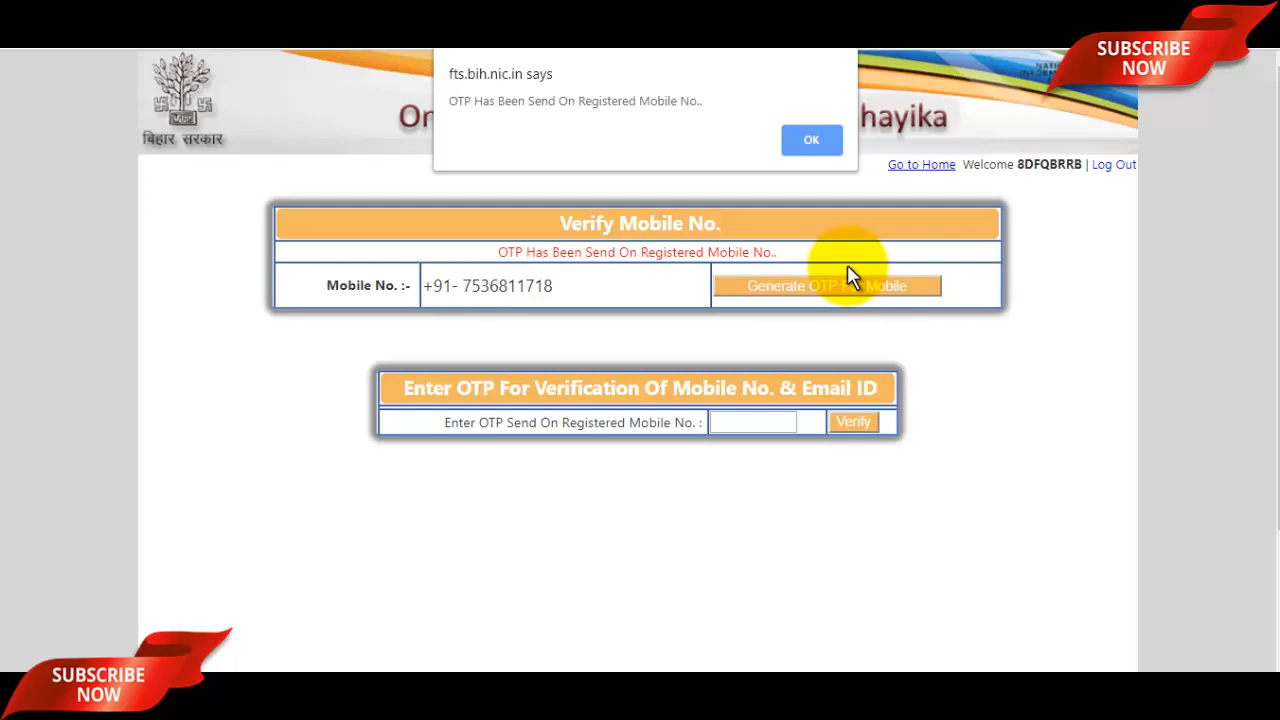 SUBSCRIBE
NOW
fts.bih.nic.in says
OTP Has Been Send On Registered Mobile No..
OK
बिहार सरकार
Go to Home Welcome 8DFQBRRB | Log Out
Verify Mobile No.
OTP Has Been Send On Registered Mobile No..
Mobile No. :- +91- 7536811718 Generate OTP For Mobile
Enter OTP For Verification Of Mobile No. & Email ID
Enter OTP Send On Registered Mobile No. : Verify
SUBSCRIBE
NOW